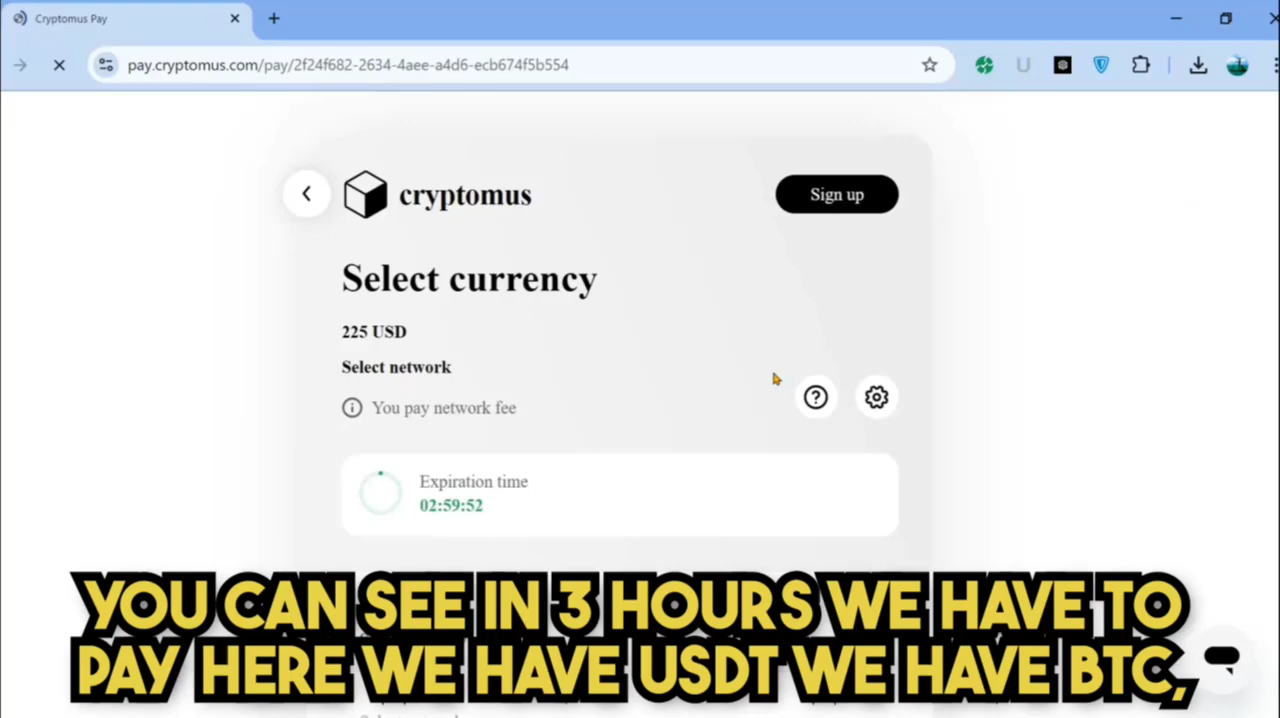 Cryptomus Pay
pay.cryptomus.com/pay/2f24f682-2634-4aee-a4d6-ecb674f5b554
U
cryptomus
Sign up
Select currency
225 USD
Select network
You pay network fee
Expiration time
02:59:52
YOU CAN SEE IN 3 HOURS WE HAVE TO
PAY HERE WE HAVE USDT WE HAVE BTC,